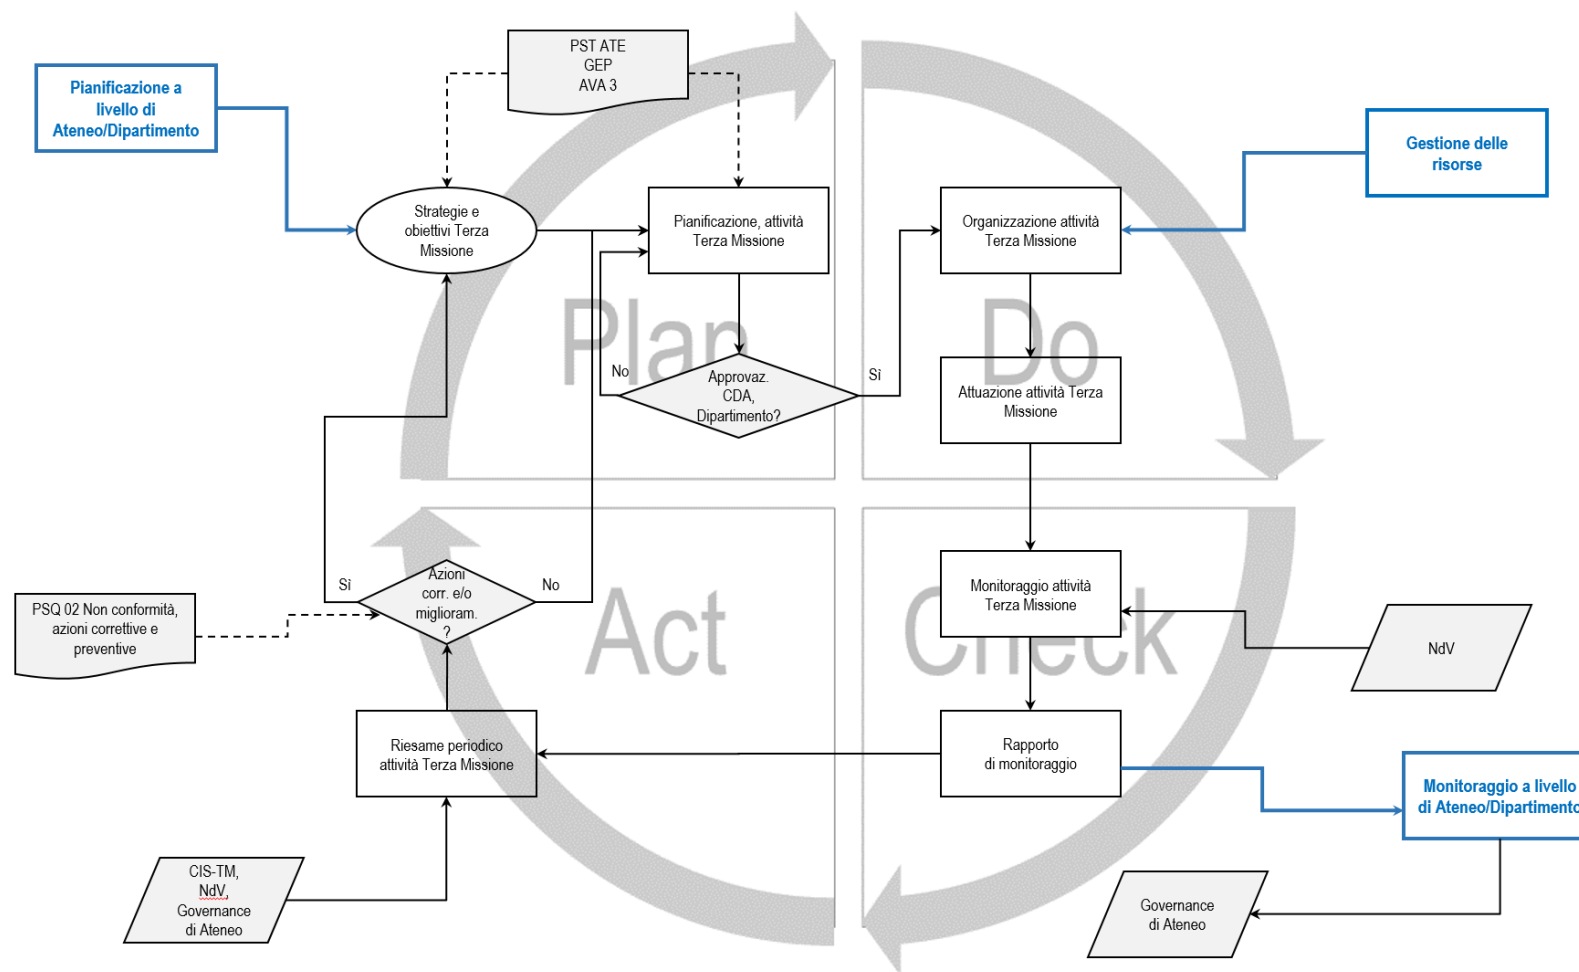 PST ATE
GEP
AVA 3
Pianificazione a
livello di
Ateneo/Dipartimento
Gestione delle
risorse
Strategie e
obiettivi Terza
Missione
Pianificazione, attività
Terza Missione
Organizzazione attività
Terza Missione
Plan
Do
No
Approvaz.
CDA,
Dipartimento?
Sì
Attuazione attività Terza
Missione
PSQ 02 Non conformità,
azioni correttive e
preventive
Sì
Azioni
corr. e/o
miglioram.
?
No
Act
Check
Monitoraggio attività
Terza Missione
NdV
Riesame periodico
attività Terza Missione
Rapporto
di monitoraggio
Monitoraggio a livello
di Ateneo/Dipartimento
CIS-TM,
NdV,
Governance
di Ateneo
Governance
di Ateneo